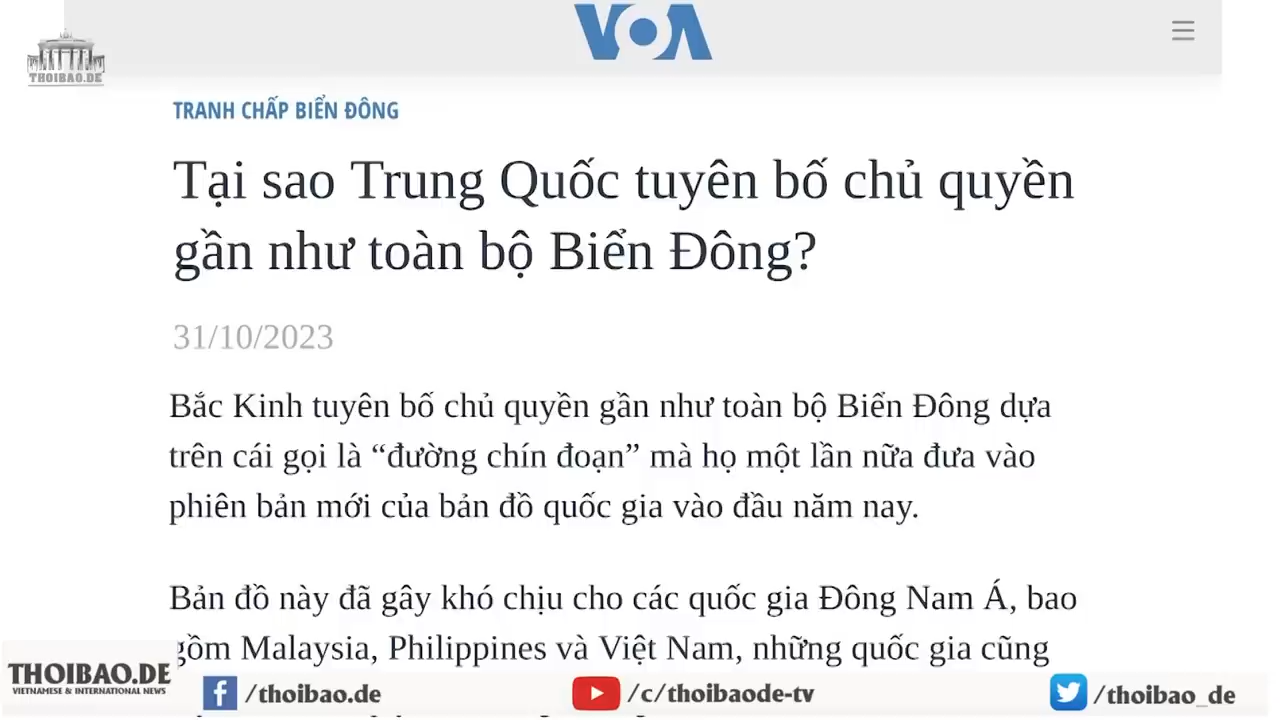 VOA
THOIBAO.DE
TRANH CHẤP BIỂN ĐÔNG
Tại sao Trung Quốc tuyên bố chủ quyền
gần như toàn bộ Biển Đông?
31/10/2023
Bắc Kinh tuyên bố chủ quyền gần như toàn bộ Biển Đông dựa
trên cái gọi là “đường chín đoạn” mà họ một lần nữa đưa vào
phiên bản mới của bản đồ quốc gia vào đầu năm nay.
Bản đồ này đã gây khó chịu cho các quốc gia Đông Nam Á, bao
gồm Malaysia, Philippines và Việt Nam, những quốc gia cũng
THOIBAO.DE
VIETNAMESE & INTERNATIONAL NEWS
/thoibao.de
/c/thoibaode-tv
/thoibao_de